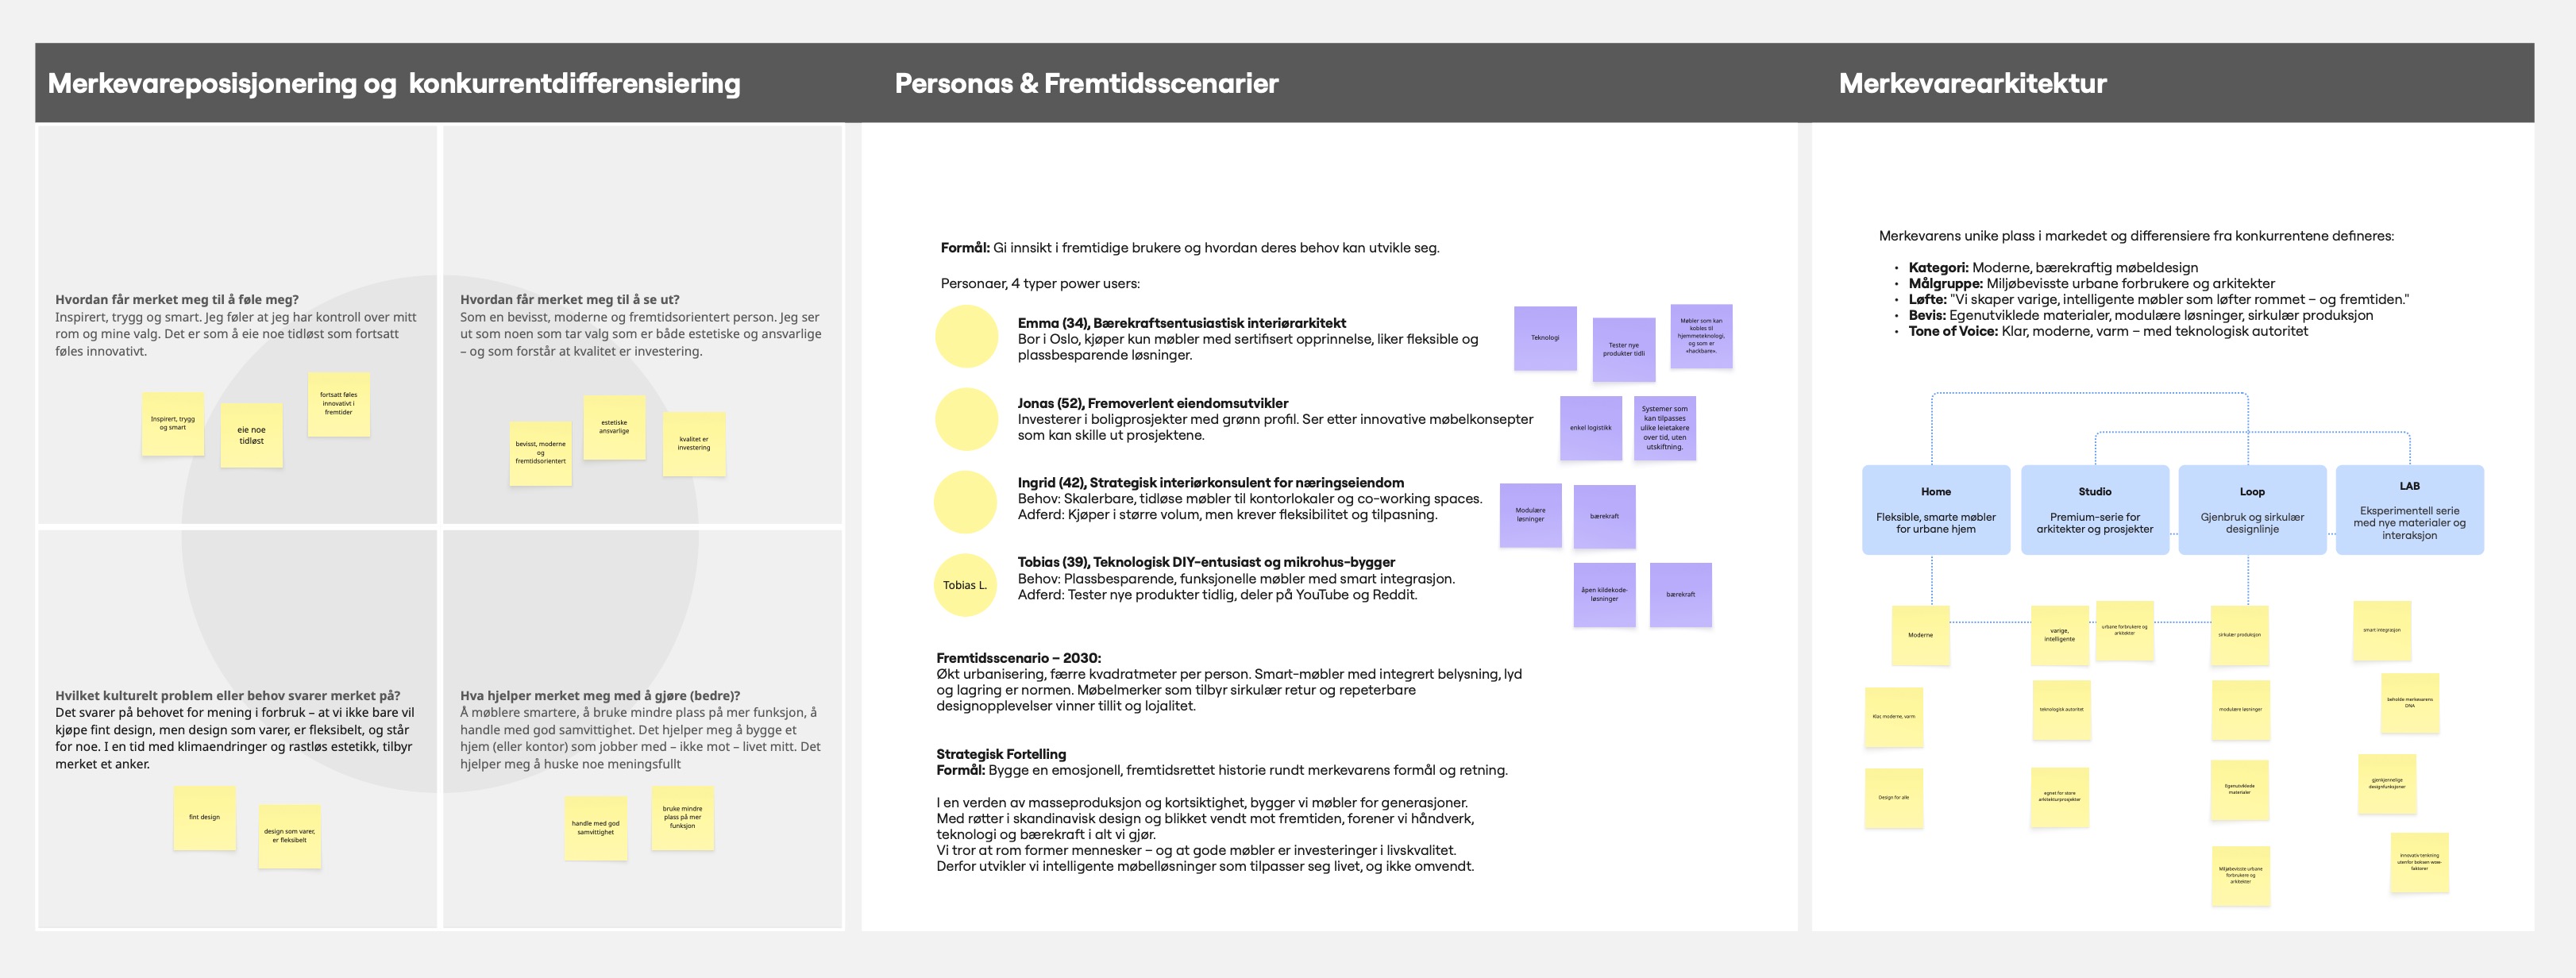 Merkevareposisjonering og konkurrentdifferensiering
Hvordan får merket meg til å føle meg?
Inspirert, trygg og smart. Jeg føler at jeg har kontroll over mitt
rom og mine valg. Det er som å eie noe tidløst som fortsatt
føles innovativt.
Inspirert, trygg
og smart
eie noe
tidløst
fortsatt føles
innovativt i
fremtider
Hvordan får merket meg til å se ut?
Som en bevisst, moderne og fremtidsorientert person. Jeg ser
ut som noen som tar valg som er både estetiske og ansvarlige
– og som forstår at kvalitet er investering.
bevisst, moderne
og
fremtidsorientert
estetiske
ansvarlige
kvalitet er
investering
Hvilket kulturelt problem eller behov svarer merket på?
Det svarer på behovet for mening i forbruk – at vi ikke bare vil
kjøpe fint design, men design som varer, er fleksibelt, og står
for noe. I en tid med klimaendringer og rastløs estetikk, tilbyr
merket et anker.
fint design
design som varer,
er fleksibelt
Hva hjelper merket meg med å gjøre (bedre)?
Å møblere smartere, å bruke mindre plass på mer funksjon, å
handle med god samvittighet. Det hjelper meg å bygge et
hjem (eller kontor) som jobber med – ikke mot – livet mitt. Det
hjelper meg å huske noe meningsfullt
handle med god
samvittighet
bruke mindre
plass på mer
funksjon
Personas & Fremtidsscenarier
Formål: Gi innsikt i fremtidige brukere og hvordan deres behov kan utvikle seg.
Personaer, 4 typer power users:
Emma (34), Bærekraftsentusiastisk interiørarkitekt
Bor i Oslo, kjøper kun møbler med sertifisert opprinnelse, liker fleksible og
plassbesparende løsninger.
Teknologi
Tester nye
produkter tidli
Møbler som kan
kobles til
hjemmeteknologi,
og som er
«hackbare».
Jonas (52), Fremoverlent eiendomsutvikler
Investerer i boligprosjekter med grønn profil. Ser etter innovative møbelkonsepter
som kan skille ut prosjektene.
enkel logistikk
Systemer som
kan tilpasses
ulike leietakere
over tid, uten
utskiftning.
Ingrid (42), Strategisk interiørkonsulent for næringseiendom
Behov: Skalerbare, tidløse møbler til kontorlokaler og co-working spaces.
Adferd: Kjøper i større volum, men krever fleksibilitet og tilpasning.
Modulære
løsninger
bærekraft
Tobias L.
Tobias (39), Teknologisk DIY-entusiast og mikrohus-bygger
Behov: Plassbesparende, funksjonelle møbler med smart integrasjon.
Adferd: Tester nye produkter tidlig, deler på YouTube og Reddit.
åpen kildekode-
løsninger
bærekraft
Fremtidsscenario – 2030:
Økt urbanisering, færre kvadratmeter per person. Smart-møbler med integrert belysning, lyd
og lagring er normen. Møbelmerker som tilbyr sirkulær retur og repeterbare
designopplevelser vinner tillit og lojalitet.
Strategisk Fortelling
Formål: Bygge en emosjonell, fremtidsrettet historie rundt merkevarens formål og retning.
I en verden av masseproduksjon og kortsiktighet, bygger vi møbler for generasjoner.
Med røtter i skandinavisk design og blikket vendt mot fremtiden, forener vi håndverk,
teknologi og bærekraft i alt vi gjør.
Vi tror at rom former mennesker – og at gode møbler er investeringer i livskvalitet.
Derfor utvikler vi intelligente møbelløsninger som tilpasser seg livet, og ikke omvendt.
Merkevarearkitektur
Merkevarens unike plass i markedet og differensiere fra konkurrentene defineres:
• Kategori: Moderne, bærekraftig møbeldesign
• Målgruppe: Miljøbevisste urbane forbrukere og arkitekter
• Løfte: "Vi skaper varige, intelligente møbler som løfter rommet – og fremtiden."
• Bevis: Egenutviklede materialer, modulære løsninger, sirkulær produksjon
• Tone of Voice: Klar, moderne, varm – med teknologisk autoritet
Home
Fleksible, smarte møbler
for urbane hjem
Studio
Premium-serie for
arkitekter og prosjekter
Loop
Gjenbruk og sirkulær
designlinje
LAB
Eksperimentell serie
med nye materialer og
interaksjon
Moderne
Klar, moderne, varm
Design for alle
varige,
intelligente
urbane forbrukere og
arkitekter
teknologisk autoritet
egnet for store
arkitekturprosjekter
sirkulær produksjon
modulære løsninger
Egenutviklede
materialer
Miljøbevisste urbane
forbrukere og
arkitekter
smart integrasjon
beholde merkevarens
DNA
gjenkjennelige
designfunksjoner
innovativ tenkning
utenfor boksen wow-
faktorer